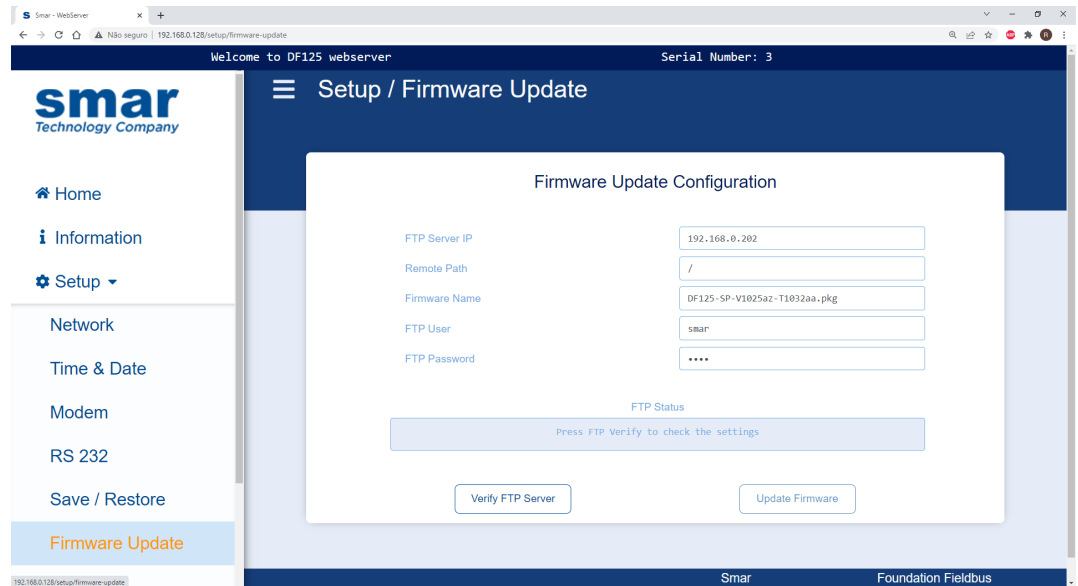 Smar - WebServer
Não seguro | 192.168.0.128/setup/firmware-update
Welcome to DF125 webserver
Serial Number: 3
smar
Technology Company
Setup / Firmware Update
Home
Information
Setup
Network
Time & Date
Modem
RS 232
Save / Restore
Firmware Update
Firmware Update Configuration
FTP Server IP
192.168.0.202
Remote Path
/
Firmware Name
DF125-SP-V1025az-T1032aa.pkg
FTP User
smar
FTP Password
••••
FTP Status
Press FTP Verify to check the settings
Verify FTP Server
Update Firmware
192.168.0.128/setup/firmware-update
Smar
Foundation Fieldbus